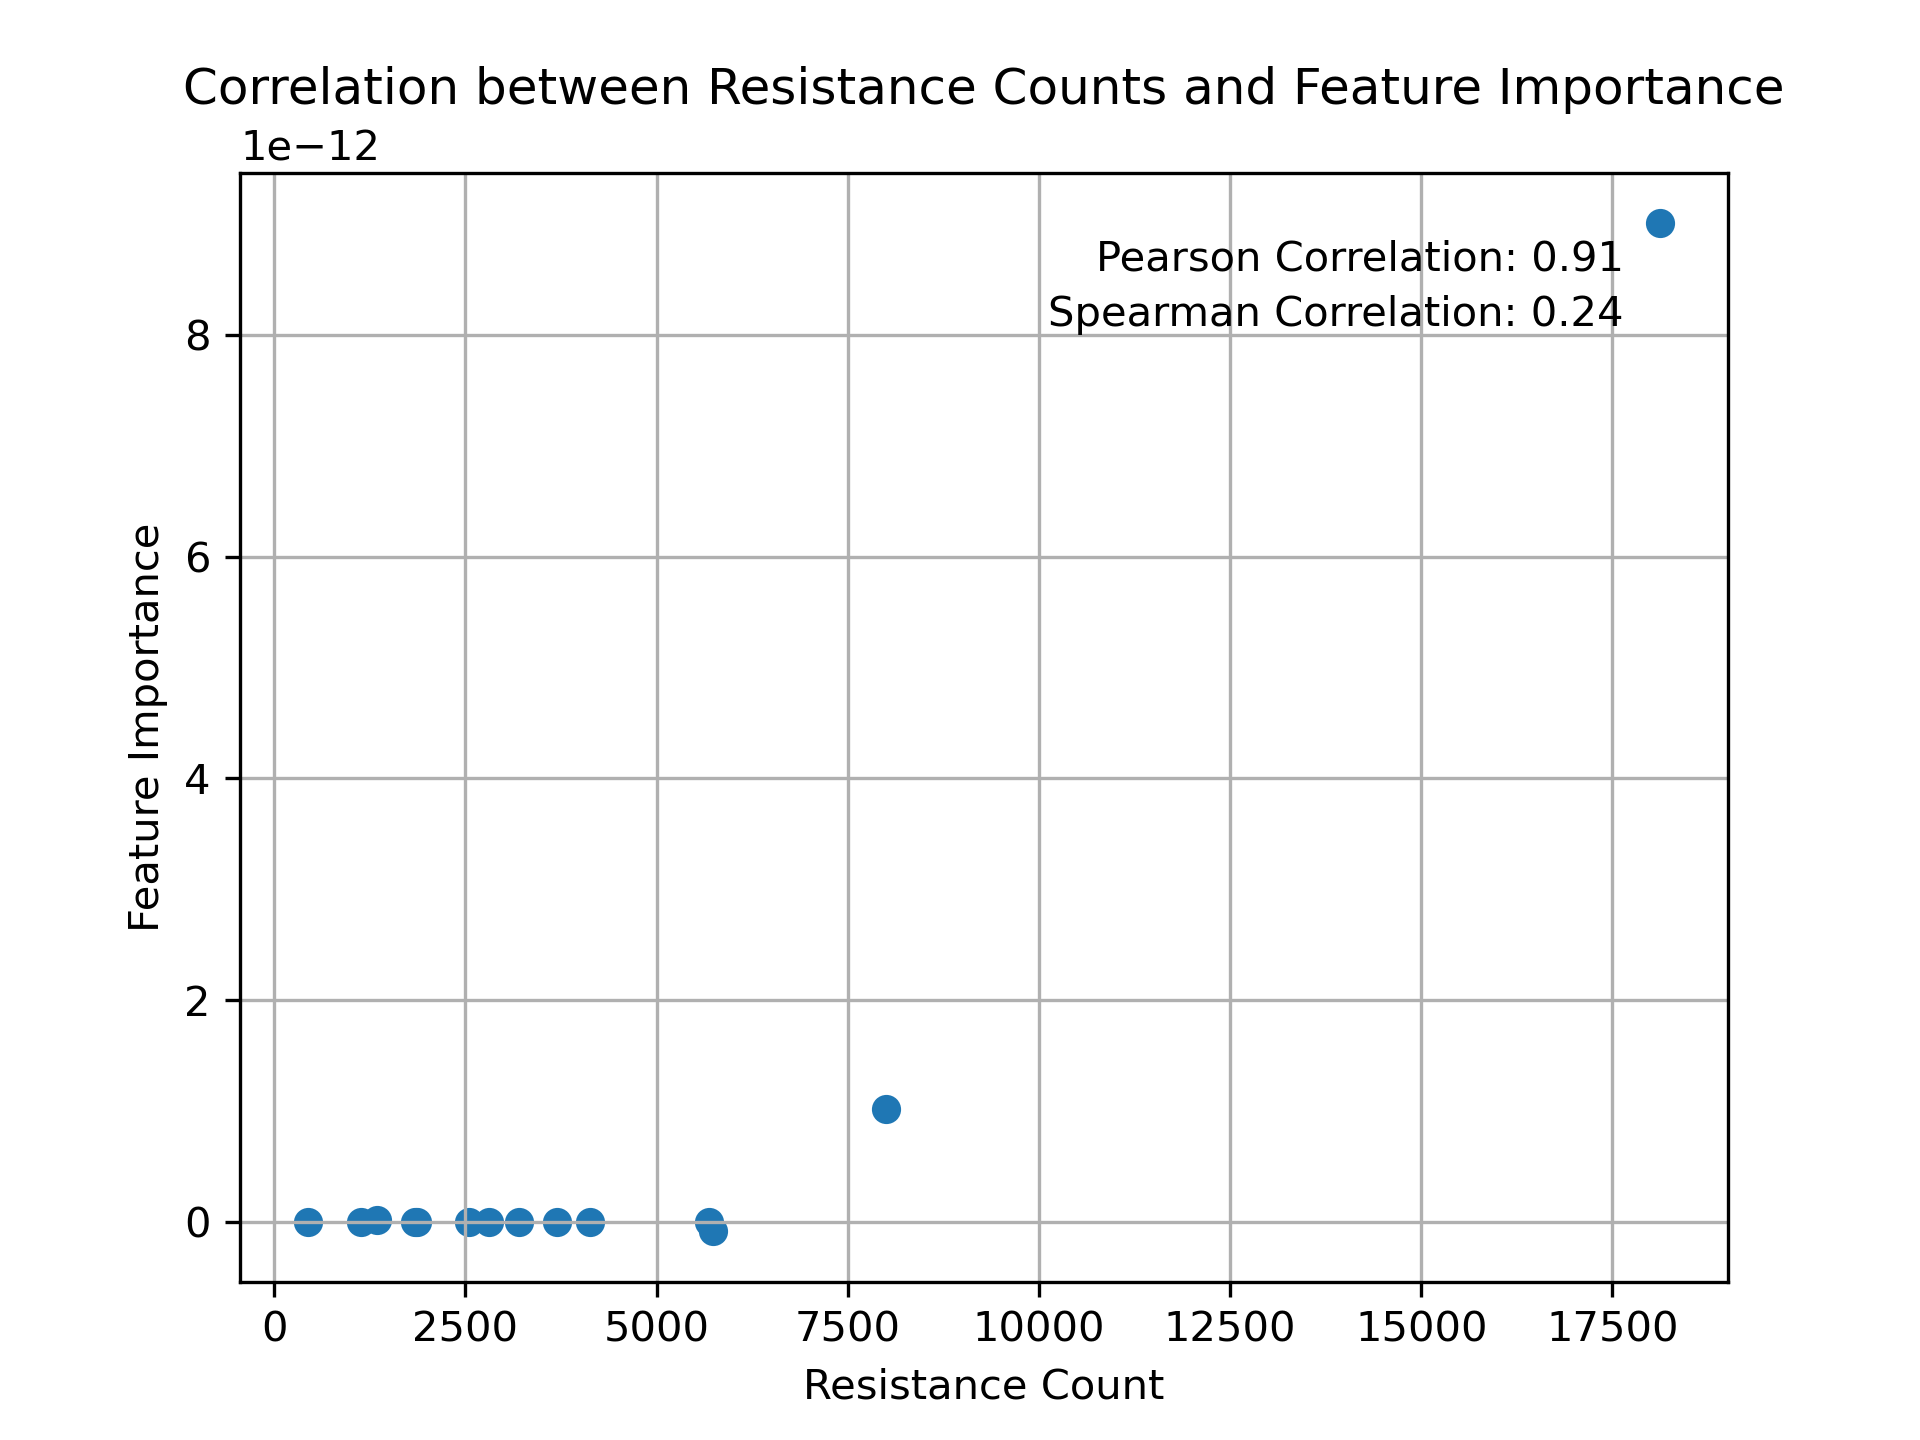 Correlation between Resistance Counts and Feature Importance
1e−12
Pearson Correlation: 0.91
Spearman Correlation: 0.24
8
6
4
2
0
Feature Importance
0 2500 5000 7500 10000 12500 15000 17500
Resistance Count